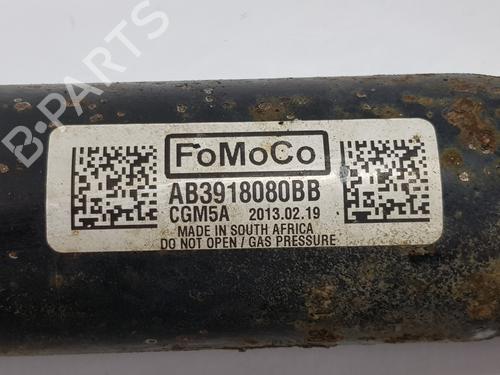 B-PARTS
FoMoCo
AB3918080BB
CGM5A 2013.02.19
MADE IN SOUTH AFRICA
DO NOT OPEN / GAS PRESSURE